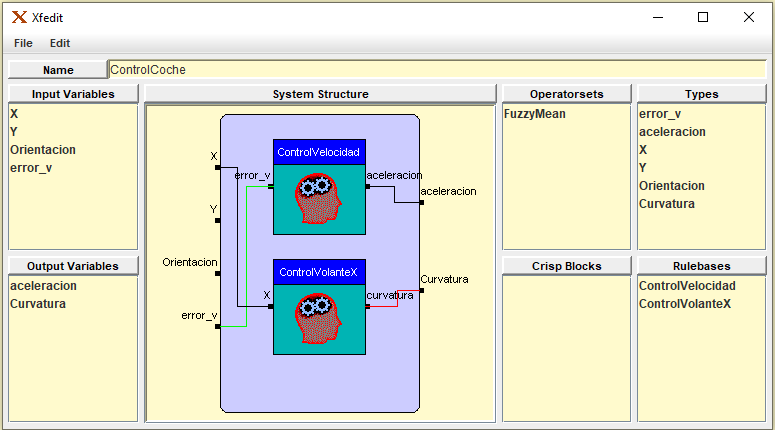 Xfedit
File Edit
Name ControlCoche
Input Variables
X
Y
Orientacion
error_v
Output Variables
aceleracion
Curvatura
System Structure
ControlVelocidad
X
error_v
aceleracion
aceleracion
Y
Orientacion
ControlVolanteX
Curvatura
X
curvatura
error_v
Operatorsets
FuzzyMean
Crisp Blocks
Types
error_v
aceleracion
X
Y
Orientacion
Curvatura
Rulebases
ControlVelocidad
ControlVolanteX